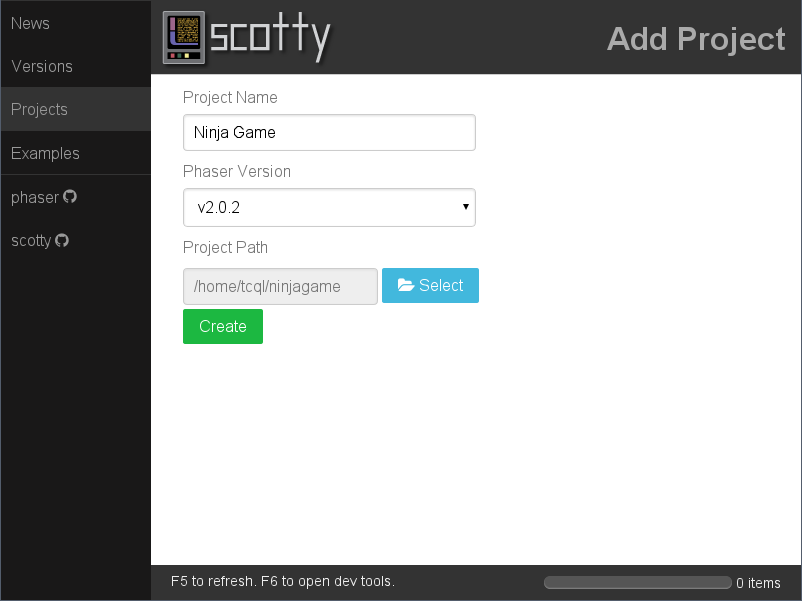 News
Versions
Projects
Examples
phaser
scotty
scotty
Add Project
Project Name
Ninja Game
Phaser Version
v2.0.2
Project Path
/home/tcql/ninjagame
Select
Create
F5 to refresh. F6 to open dev tools.
0 items